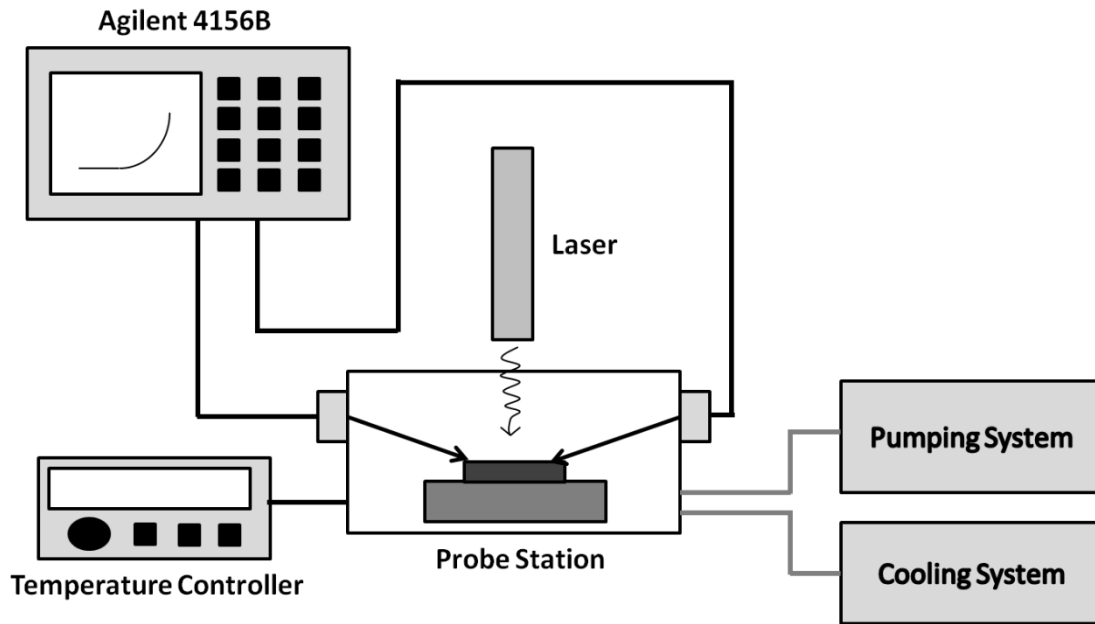 Agilent 4156B
Laser
Pumping System
Probe Station
Temperature Controller
Cooling System